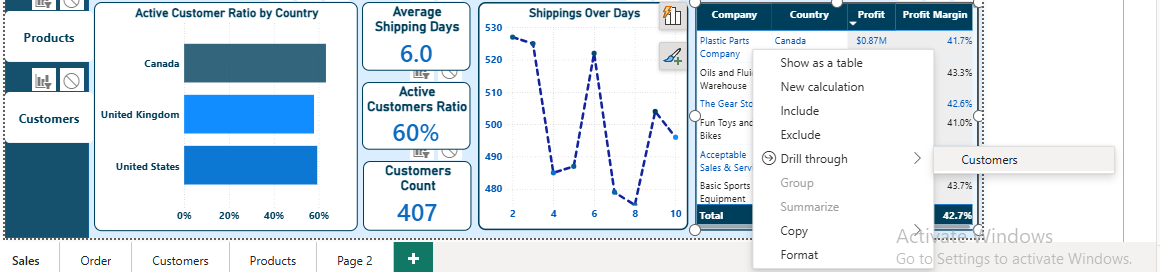 Products
Customers
Active Customer Ratio by Country
Canada
United Kingdom
United States
0%
20%
40%
60%
Average
Shipping Days
6.0
Active
Customers Ratio
60%
Customers
Count
407
Shippings Over Days
530
520
510
500
490
480
2
4
6
8
10
Company Country Profit Profit Margin
Plastic Parts Canada $0.87M 41.7%
Company
Oils and Flui
Warehouse 43.3%
The Gear Sto 42.6%
Fun Toys and 41.0%
Bikes
Acceptable
Sales & Serv
Basic Sports 43.7%
Equipment
Total 42.7%
Show as a table
New calculation
Include
Exclude
Drill through
Group
Summarize
Copy
Format
Customers
Sales
Order
Customers
Products
Page 2
+
Activate Windows
Go to Settings to activate Windows.